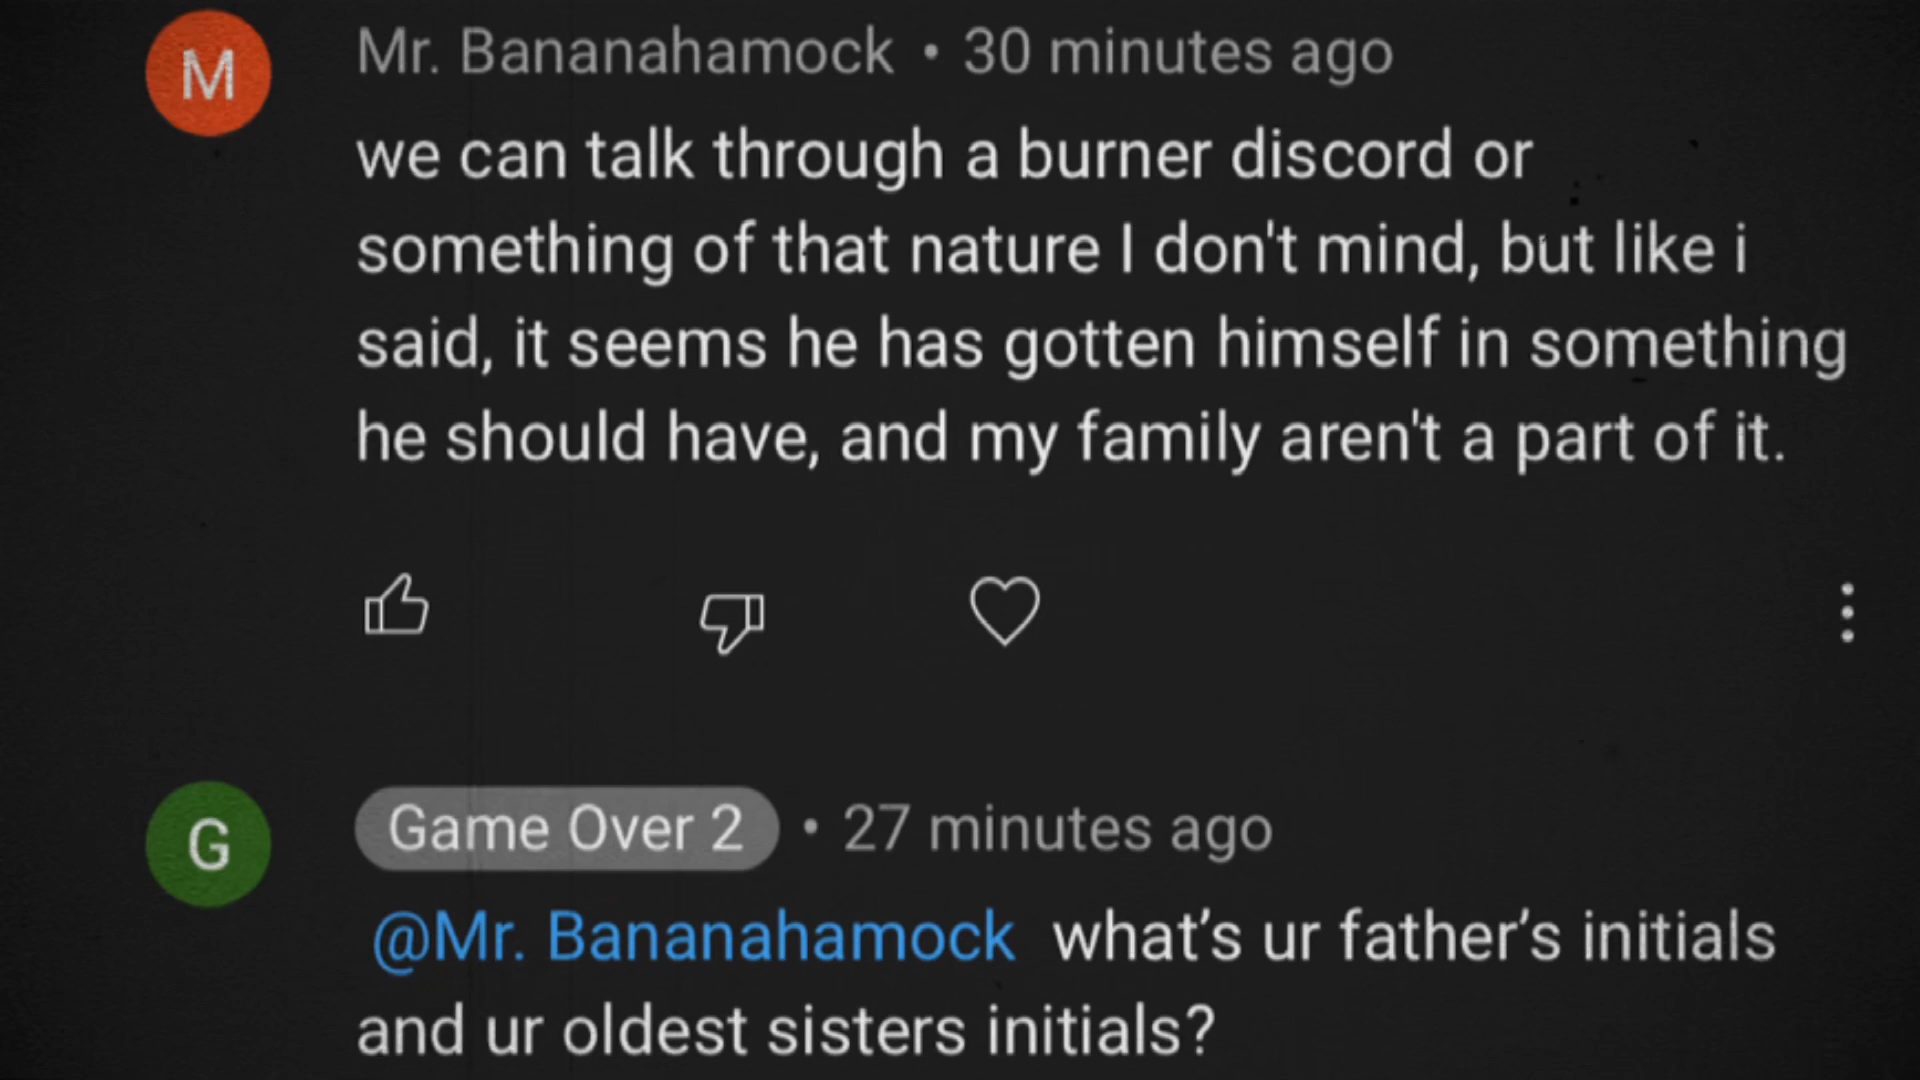 M
Mr. Bananahamock • 30 minutes ago
we can talk through a burner discord or
something of that nature I don't mind, but like i
said, it seems he has gotten himself in something
he should have, and my family aren't a part of it.
G
Game Over 2 • 27 minutes ago
@Mr. Bananahamock what’s ur father’s initials
and ur oldest sisters initials?